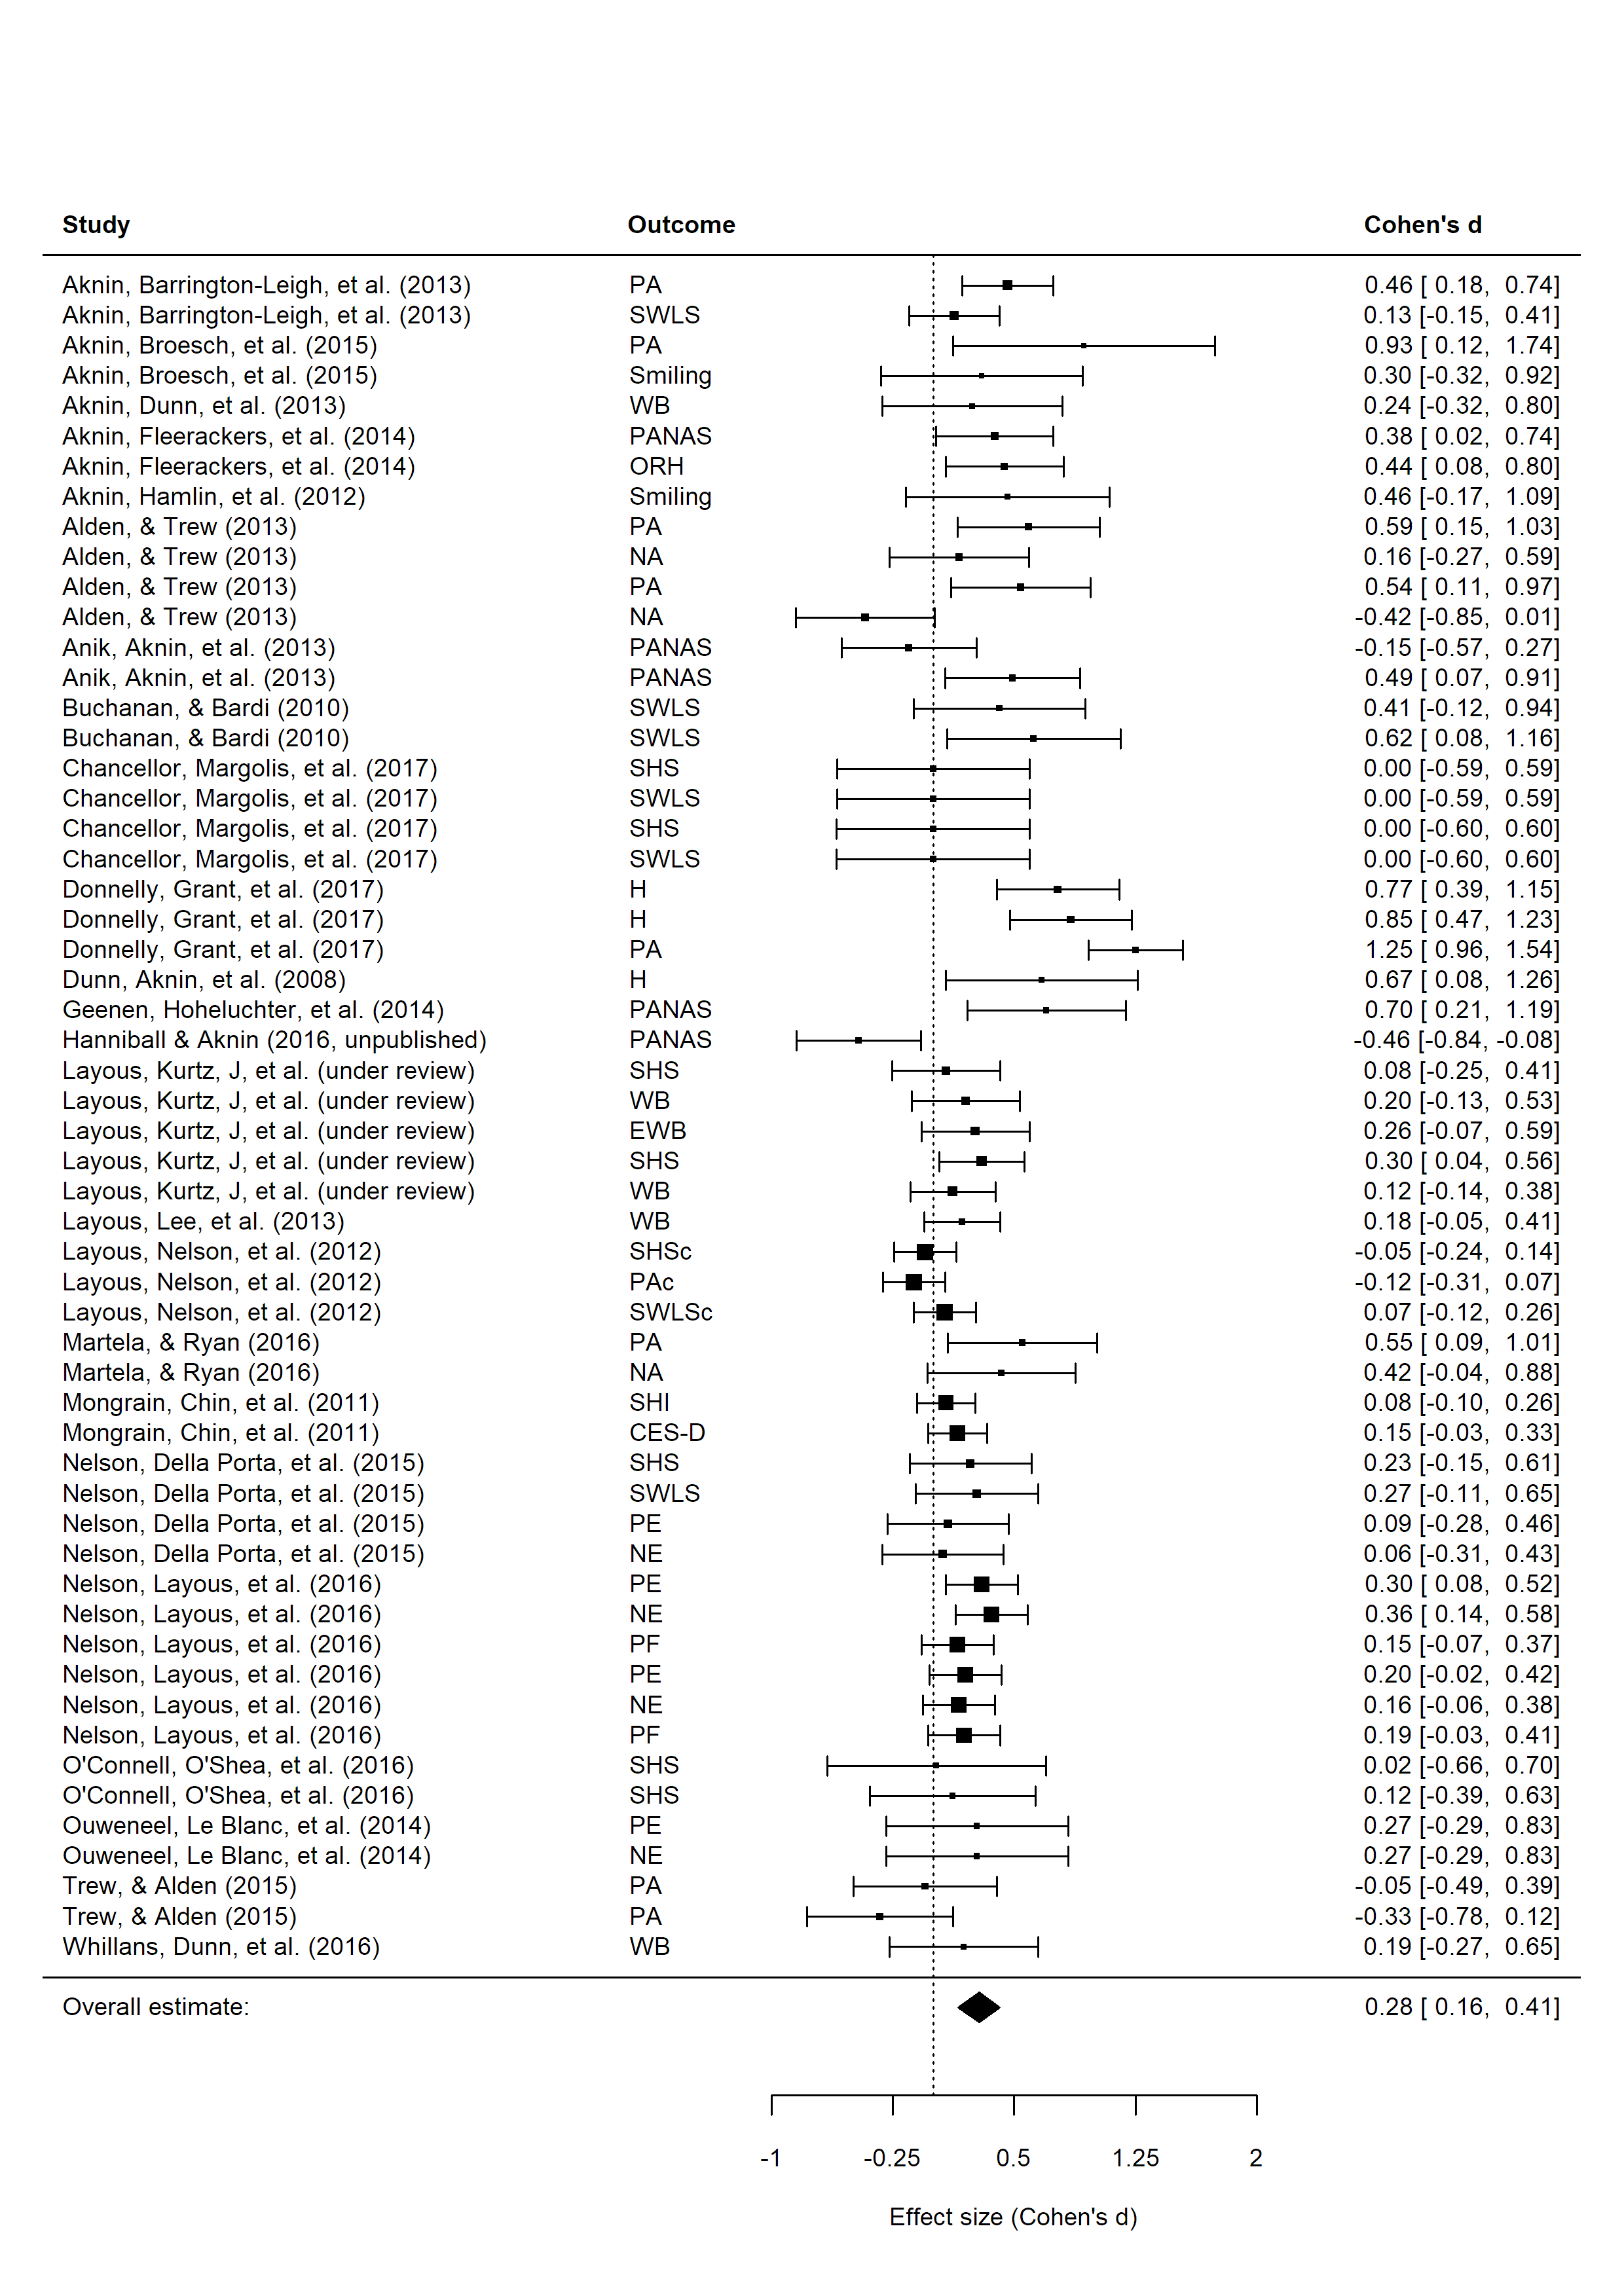 Study Outcome Cohen's d
Aknin, Barrington-Leigh, et al. (2013) PA 0.46 [ 0.18, 0.74]
Aknin, Barrington-Leigh, et al. (2013) SWLS 0.13 [-0.15, 0.41]
Aknin, Broesch, et al. (2015) PA 0.93 [ 0.12, 1.74]
Aknin, Broesch, et al. (2015) Smiling 0.30 [-0.32, 0.92]
Aknin, Dunn, et al. (2013) WB 0.24 [-0.32, 0.80]
Aknin, Fleerackers, et al. (2014) PANAS 0.38 [ 0.02, 0.74]
Aknin, Fleerackers, et al. (2014) ORH 0.44 [ 0.08, 0.80]
Aknin, Hamlin, et al. (2012) Smiling 0.46 [-0.17, 1.09]
Alden, & Trew (2013) PA 0.59 [ 0.15, 1.03]
Alden, & Trew (2013) NA 0.16 [-0.27, 0.59]
Alden, & Trew (2013) PA 0.54 [ 0.11, 0.97]
Alden, & Trew (2013) NA -0.42 [-0.85, 0.01]
Anik, Aknin, et al. (2013) PANAS -0.15 [-0.57, 0.27]
Anik, Aknin, et al. (2013) PANAS 0.49 [ 0.07, 0.91]
Buchanan, & Bardi (2010) SWLS 0.41 [-0.12, 0.94]
Buchanan, & Bardi (2010) SWLS 0.62 [ 0.08, 1.16]
Chancellor, Margolis, et al. (2017) SHS 0.00 [-0.59, 0.59]
Chancellor, Margolis, et al. (2017) SWLS 0.00 [-0.59, 0.59]
Chancellor, Margolis, et al. (2017) SHS 0.00 [-0.60, 0.60]
Chancellor, Margolis, et al. (2017) SWLS 0.00 [-0.60, 0.60]
Donnelly, Grant, et al. (2017) H 0.77 [ 0.39, 1.15]
Donnelly, Grant, et al. (2017) H 0.85 [ 0.47, 1.23]
Donnelly, Grant, et al. (2017) PA 1.25 [ 0.96, 1.54]
Dunn, Aknin, et al. (2008) H 0.67 [ 0.08, 1.26]
Geenen, Hoheluchter, et al. (2014) PANAS 0.70 [ 0.21, 1.19]
Hanniball & Aknin (2016, unpublished) PANAS -0.46 [-0.84, -0.08]
Layous, Kurtz, J, et al. (under review) SHS 0.08 [-0.25, 0.41]
Layous, Kurtz, J, et al. (under review) WB 0.20 [-0.13, 0.53]
Layous, Kurtz, J, et al. (under review) EWB 0.26 [-0.07, 0.59]
Layous, Kurtz, J, et al. (under review) SHS 0.30 [ 0.04, 0.56]
Layous, Kurtz, J, et al. (under review) WB 0.12 [-0.14, 0.38]
Layous, Lee, et al. (2013) WB 0.18 [-0.05, 0.41]
Layous, Nelson, et al. (2012) SHSc -0.05 [-0.24, 0.14]
Layous, Nelson, et al. (2012) PAc -0.12 [-0.31, 0.07]
Layous, Nelson, et al. (2012) SWLSc 0.07 [-0.12, 0.26]
Martela, & Ryan (2016) PA 0.55 [ 0.09, 1.01]
Martela, & Ryan (2016) NA 0.42 [-0.04, 0.88]
Mongrain, Chin, et al. (2011) SHI 0.08 [-0.10, 0.26]
Mongrain, Chin, et al. (2011) CES-D 0.15 [-0.03, 0.33]
Nelson, Della Porta, et al. (2015) SHS 0.23 [-0.15, 0.61]
Nelson, Della Porta, et al. (2015) SWLS 0.27 [-0.11, 0.65]
Nelson, Della Porta, et al. (2015) PE 0.09 [-0.28, 0.46]
Nelson, Della Porta, et al. (2015) NE 0.06 [-0.31, 0.43]
Nelson, Layous, et al. (2016) PE 0.30 [ 0.08, 0.52]
Nelson, Layous, et al. (2016) NE 0.36 [ 0.14, 0.58]
Nelson, Layous, et al. (2016) PF 0.15 [-0.07, 0.37]
Nelson, Layous, et al. (2016) PE 0.20 [-0.02, 0.42]
Nelson, Layous, et al. (2016) NE 0.16 [-0.06, 0.38]
Nelson, Layous, et al. (2016) PF 0.19 [-0.03, 0.41]
O'Connell, O'Shea, et al. (2016) SHS 0.02 [-0.66, 0.70]
O'Connell, O'Shea, et al. (2016) SHS 0.12 [-0.39, 0.63]
Ouweneel, Le Blanc, et al. (2014) PE 0.27 [-0.29, 0.83]
Ouweneel, Le Blanc, et al. (2014) NE 0.27 [-0.29, 0.83]
Trew, & Alden (2015) PA -0.05 [-0.49, 0.39]
Trew, & Alden (2015) PA -0.33 [-0.78, 0.12]
Whillans, Dunn, et al. (2016) WB 0.19 [-0.27, 0.65]
Overall estimate: 0.28 [ 0.16, 0.41]
-1 -0.25 0.5 1.25 2
Effect size (Cohen's d)